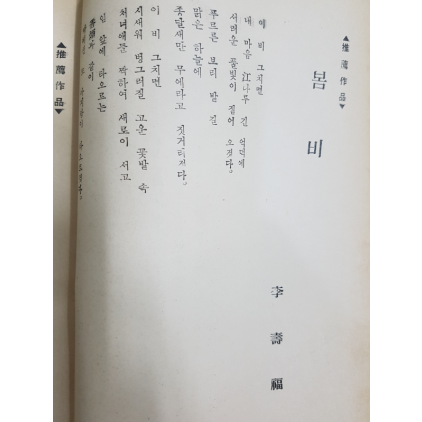 ▲推薦作品▼
봄비
李壽福
이 비 그치면
내 마음 江나루 긴 언덕에
서러운 풀빛이 짙어 오것다.
푸르른 보리 밭 길
맑은 하늘에
종달새만 무에라고 짓거리것다.
이 비 그치면
시새워 벙그러질 고운 꽃밭 속
처녀애들 짝하여 새로이 서고
임 앞에 타오르는
香煙과 같이
▲推薦作品▼